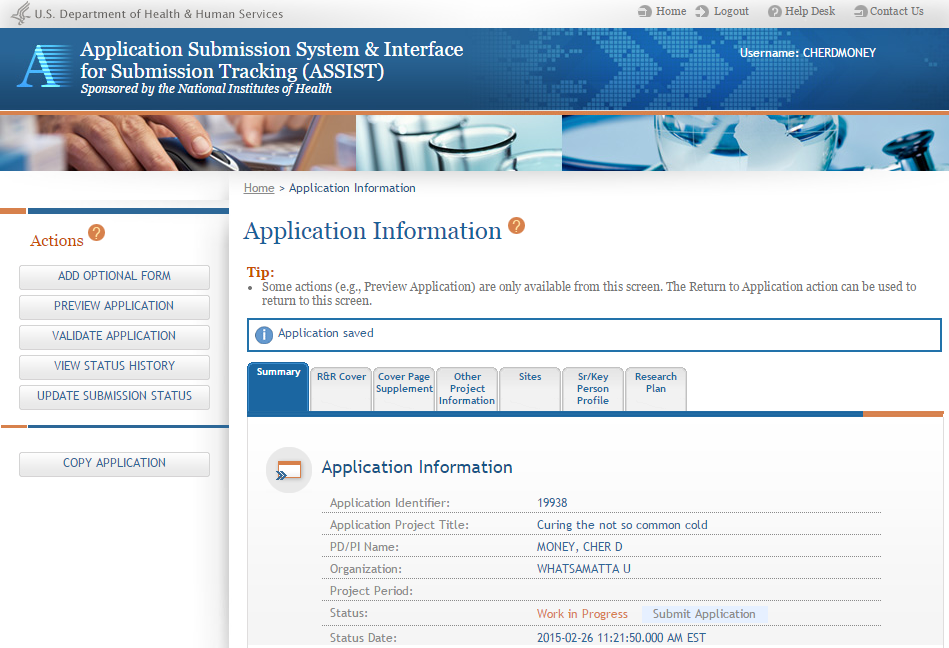 U.S. Department of Health & Human Services
Home Logout Help Desk Contact Us
Application Submission System & Interface
for Submission Tracking (ASSIST)
Sponsored by the National Institutes of Health
Username: CHERDMONEY
Home > Application Information
Actions ?
ADD OPTIONAL FORM
PREVIEW APPLICATION
VALIDATE APPLICATION
VIEW STATUS HISTORY
UPDATE SUBMISSION STATUS
COPY APPLICATION
Application Information ?
Tip:
• Some actions (e.g., Preview Application) are only available from this screen. The Return to Application action can be used to
return to this screen.
Application saved
Summary
R&R Cover
Cover Page
Supplement
Other
Project
Information
Sites
Sr/Key
Person
Profile
Research
Plan
Application Information
Application Identifier: 19938
Application Project Title: Curing the not so common cold
PD/PI Name: MONEY, CHER D
Organization: WHATSAMATTA U
Project Period:
Status: Work in Progress Submit Application
Status Date: 2015-02-26 11:21:50.000 AM EST